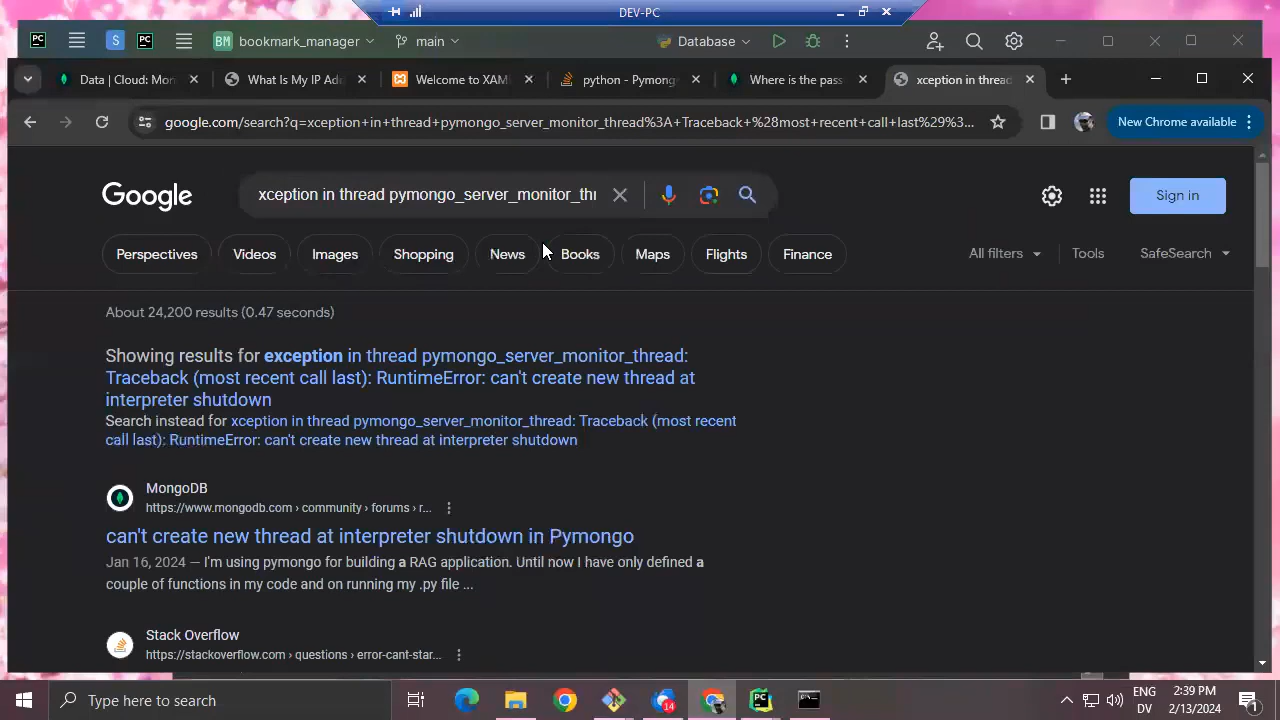 DEV-PC
BM bookmark_manager
main
Database
Data | Cloud: Mon
What Is My IP Ad
Welcome to XAM
python - Pymong
Where is the pass
xception in thread
google.com/search?q=xception+in+thread+pymongo_server_monitor_thread%3A+Traceback+%28most+recent+call+last%29%3...
New Chrome available
Google
xception in thread pymongo_server_monitor_thr
Sign in
Perspectives
Videos
Images
Shopping
News
Books
Maps
Flights
Finance
All filters
Tools
SafeSearch
About 24,200 results (0.47 seconds)
Showing results for exception in thread pymongo_server_monitor_thread:
Traceback (most recent call last): RuntimeError: can't create new thread at
interpreter shutdown
Search instead for xception in thread pymongo_server_monitor_thread: Traceback (most recent
call last): RuntimeError: can't create new thread at interpreter shutdown
MongoDB
https://www.mongodb.com › community › forums › r...
can't create new thread at interpreter shutdown in Pymongo
Jan 16, 2024 — I'm using pymongo for building a RAG application. Until now I have only defined a
couple of functions in my code and on running my .py file ...
Stack Overflow
https://stackoverflow.com › questions › error-cant-star...
Type here to search
14
ENG
DV
2:39 PM
2/13/2024
1